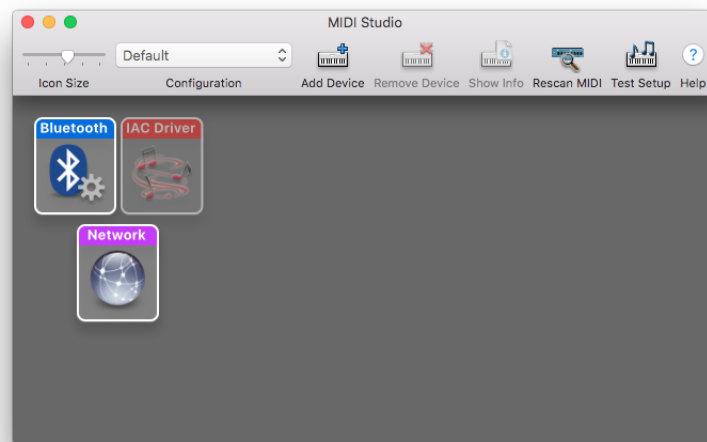 MIDI Studio
Default
Icon Size Configuration Add Device Remove Device Show Info Rescan MIDI Test Setup Help
?
Bluetooth IAC Driver
Network